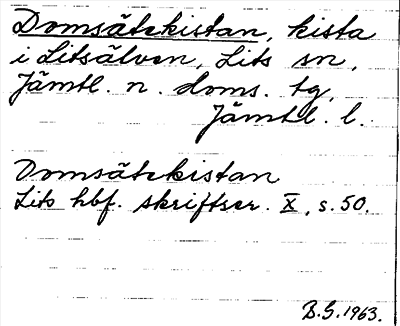 Domsätekistan, kista
i Litsälven, Lits sn,
Jämtl. n. doms. tg,
Jämtl. l.
Domsätekistan
Lits hbf. skriftser. X, s. 50.
B.G. 1963.